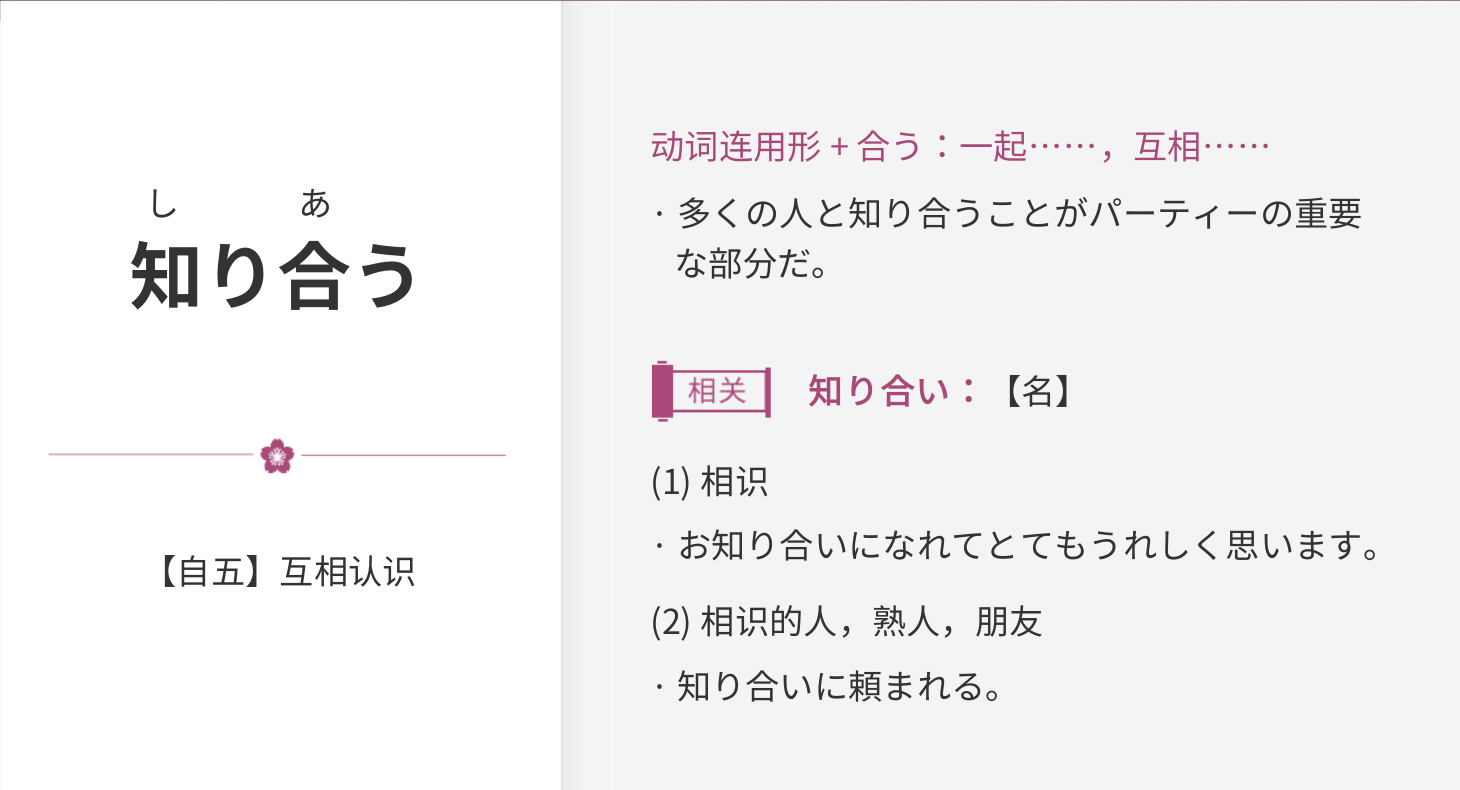 し あ
知り合う
【自五】互相认识
动词连用形 + 合う：一起……，互相……
· 多くの人と知り合うことがパーティーの重要
な部分だ。
相关 知り合い：【名】
(1) 相识
· お知り合いになれてとてもうれしく思います。
(2) 相识的人，熟人，朋友
· 知り合いに頼まれる。